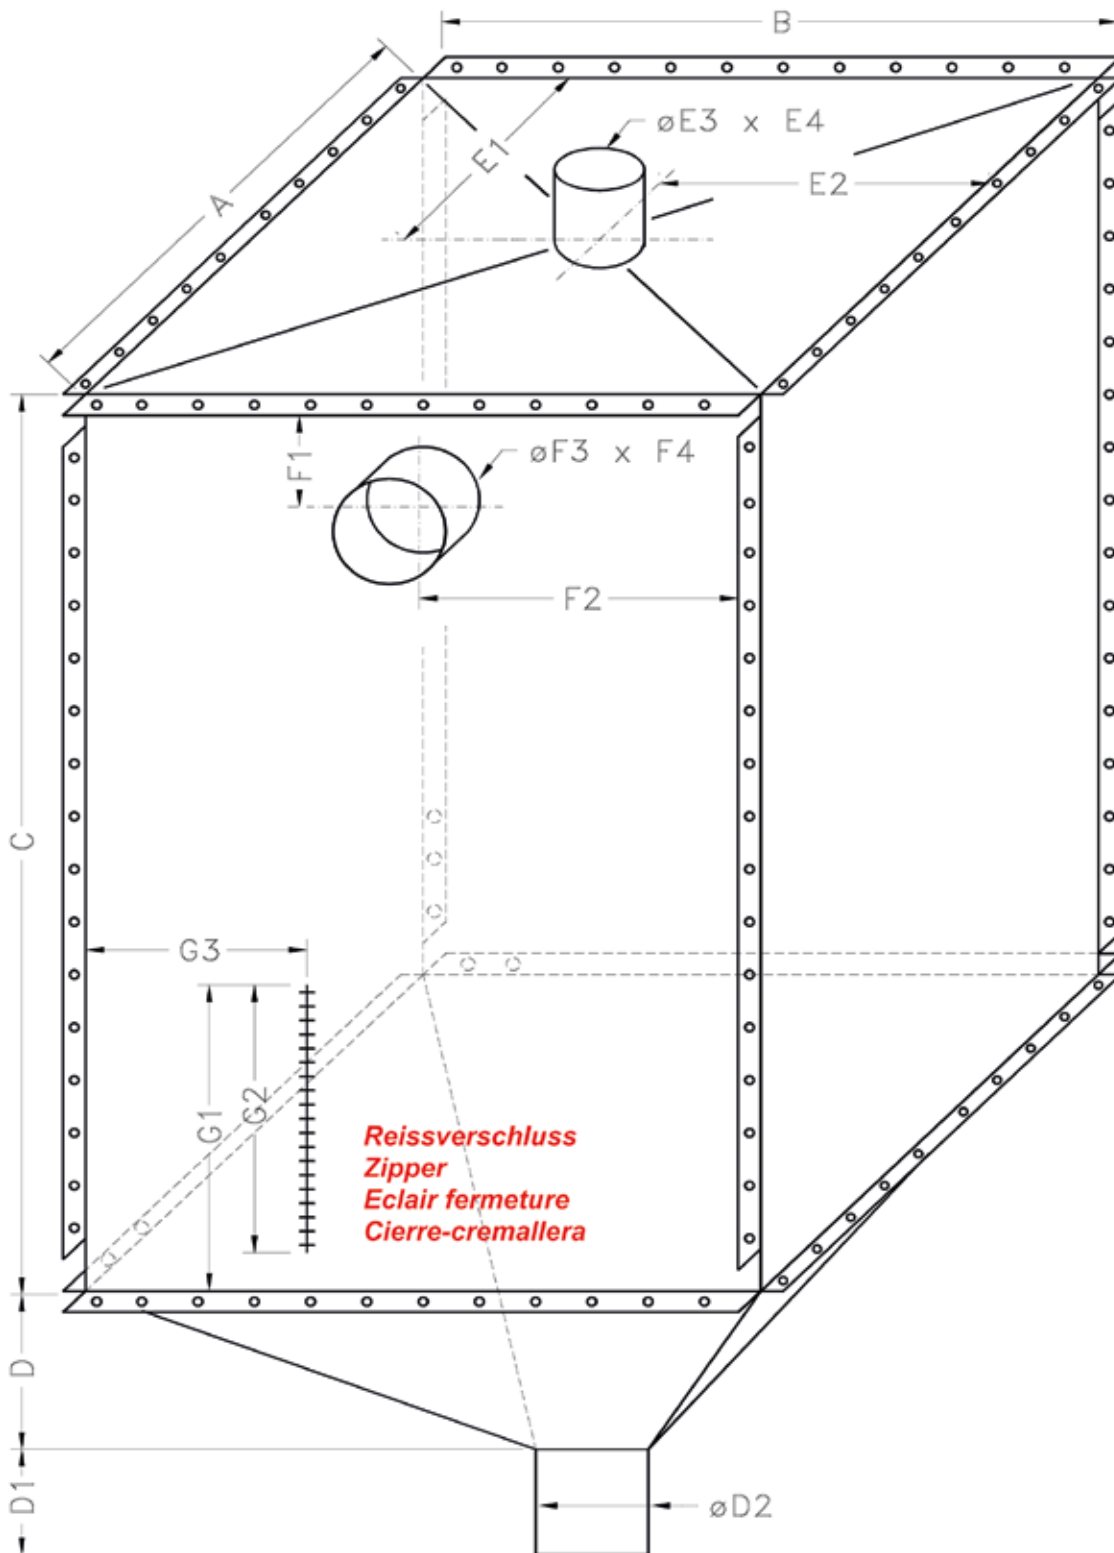 B
øE3 x E4
E1
E2
A
F1
øF3 x F4
F2
C
G3
G1
G2
Reissverschluss
Zipper
Eclair fermeture
Cierre-cremallera
D
D1
øD2